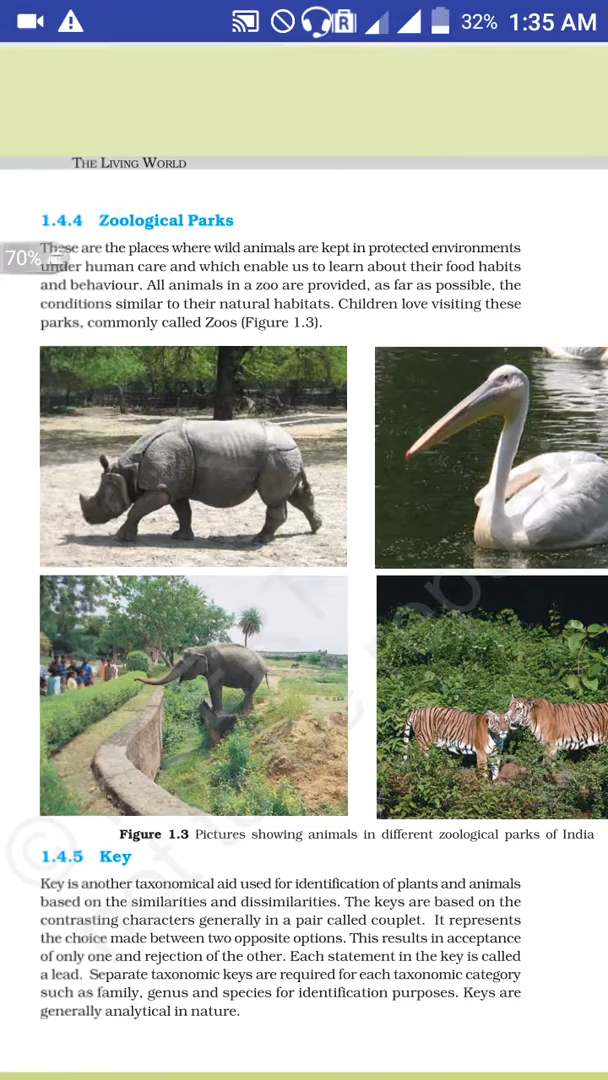 32% 1:35 AM
THE LIVING WORLD
1.4.4 Zoological Parks
These are the places where wild animals are kept in protected environments
70%
under human care and which enable us to learn about their food habits
and behaviour. All animals in a zoo are provided, as far as possible, the
conditions similar to their natural habitats. Children love visiting these
parks, commonly called Zoos (Figure 1.3).
Figure 1.3 Pictures showing animals in different zoological parks of India
1.4.5 Key
Key is another taxonomical aid used for identification of plants and animals
based on the similarities and dissimilarities. The keys are based on the
contrasting characters generally in a pair called couplet. It represents
the choice made between two opposite options. This results in acceptance
of only one and rejection of the other. Each statement in the key is called
a lead. Separate taxonomic keys are required for each taxonomic category
such as family, genus and species for identification purposes. Keys are
generally analytical in nature.